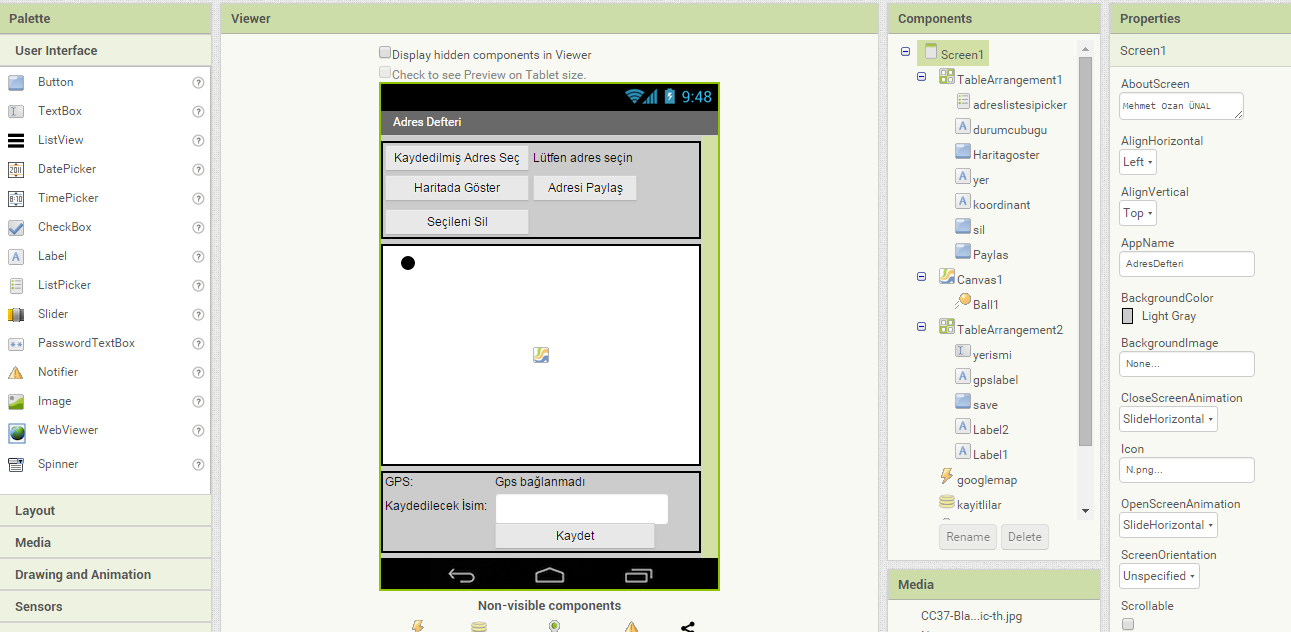 Palette
User Interface
Button
TextBox
ListView
DatePicker
TimePicker
CheckBox
Label
ListPicker
Slider
PasswordTextBox
Notifier
Image
WebViewer
Spinner
Layout
Media
Drawing and Animation
Sensors
Viewer
Display hidden components in Viewer
Check to see Preview on Tablet size.
9:48
Adres Defteri
Kaydedilmiş Adres Seç Lütfen adres seçin
Haritada Göster Adresi Paylaş
Seçileni Sil
GPS: Gps bağlanmadı
Kaydedilecek İsim:
Kaydet
Non-visible components
Components
Screen1
TableArrangement1
adreslistesipicker
durumcubugu
Haritagoster
yer
koordinant
sil
Paylas
Canvas1
Ball1
TableArrangement2
yerismi
gpslabel
save
Label2
Label1
googlemap
kayitlilar
Rename Delete
Media
CC37-Bla...ic-th.jpg
Properties
Screen1
AboutScreen
Mehmet Ozan ÜNAL
AlignHorizontal
Left
AlignVertical
Top
AppName
AdresDefteri
BackgroundColor
Light Gray
BackgroundImage
None...
CloseScreenAnimation
SlideHorizontal
Icon
N.png...
OpenScreenAnimation
SlideHorizontal
ScreenOrientation
Unspecified
Scrollable